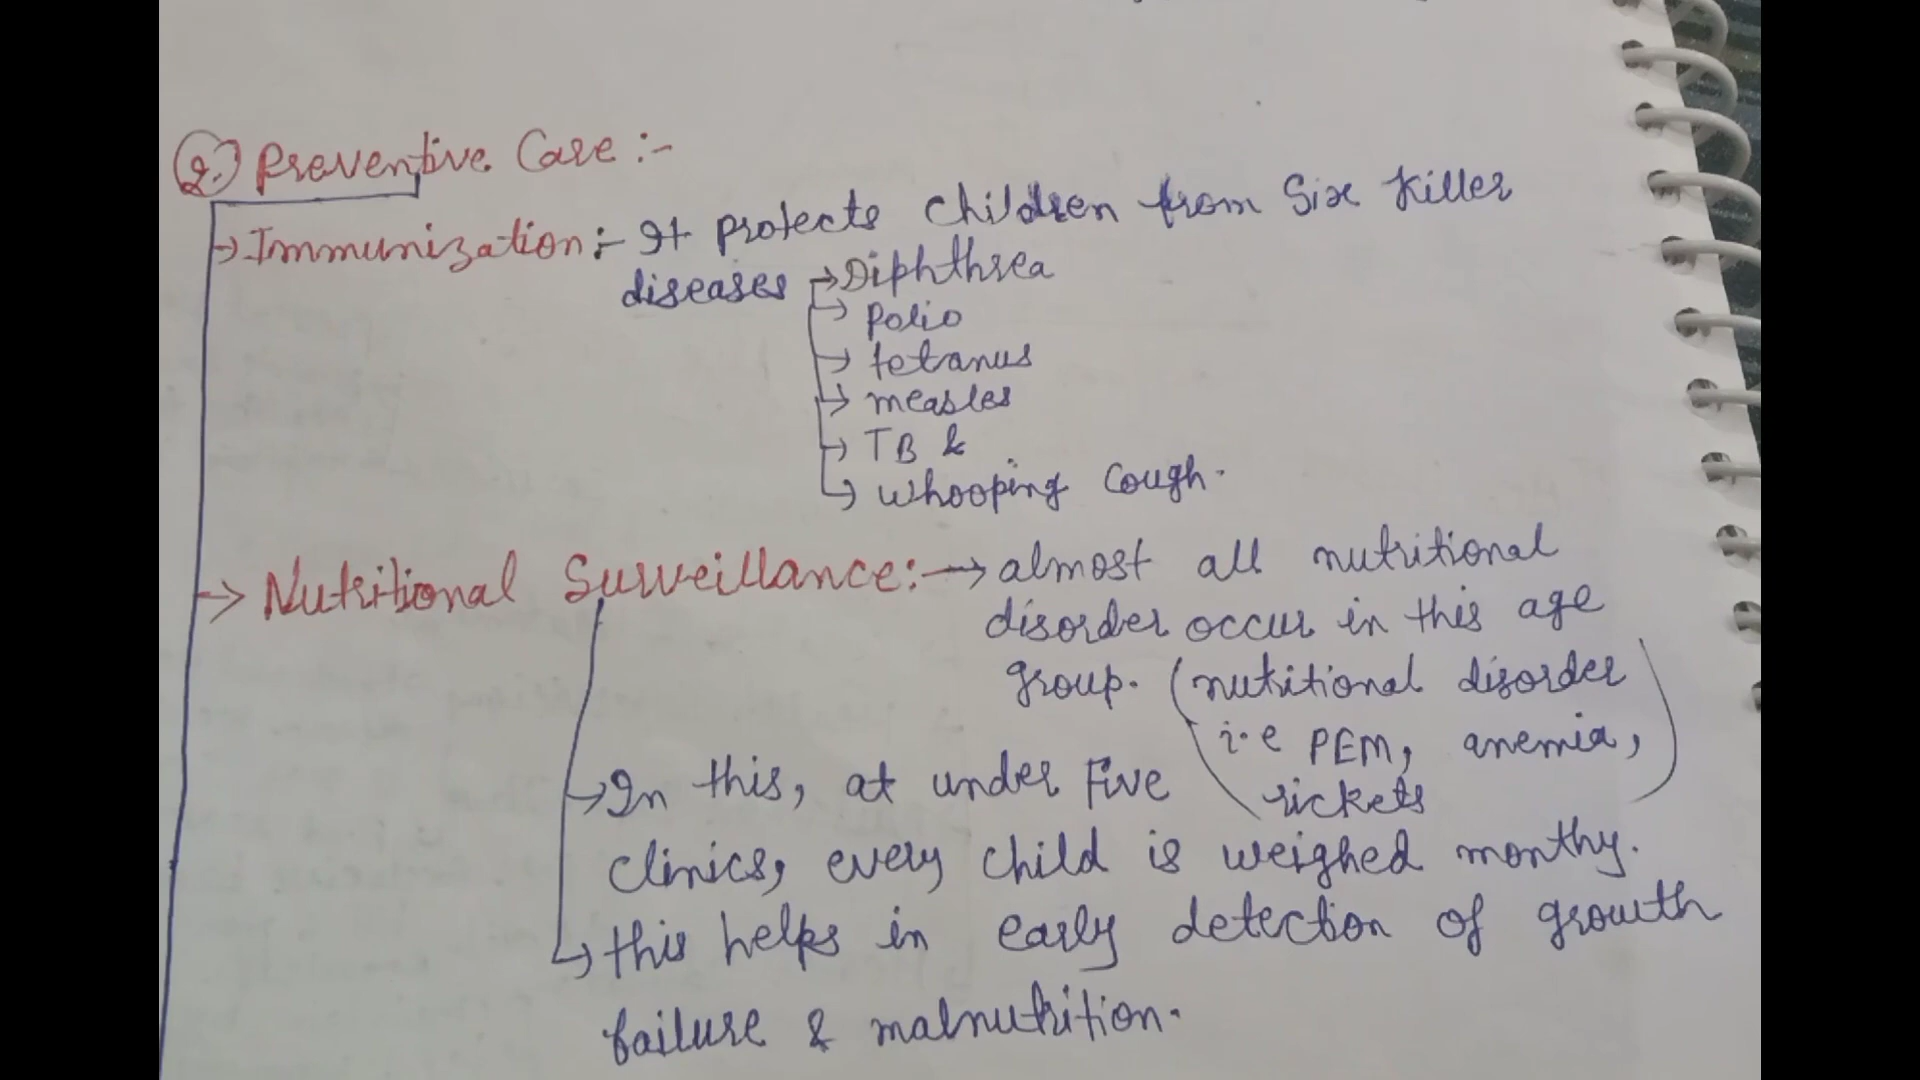 2. Preventive Care :-
→ Immunization :- It protects children from Six Killer
diseases → Diphthrea
→ Polio
→ tetanus
→ measles
→ TB &
→ Whooping Cough.
→ Nutritional Surveillance :- → almost all nutritional
disorder occur in this age
group. (nutritional disorder
i.e PEM, anemia,
rickets)
→ In this, at under Five
clinics, every child is weighed monthy.
→ this helps in early detection of growth
failure & malnutrition.